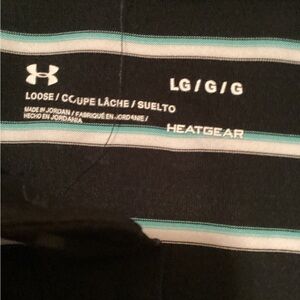 LG/G/G
LOOSE / COUPE LÂCHE / SUELTO
MADE IN JORDAN / FABRIQUÉ EN JORDANIE /
HECHO EN JORDANIA
HEATGEAR